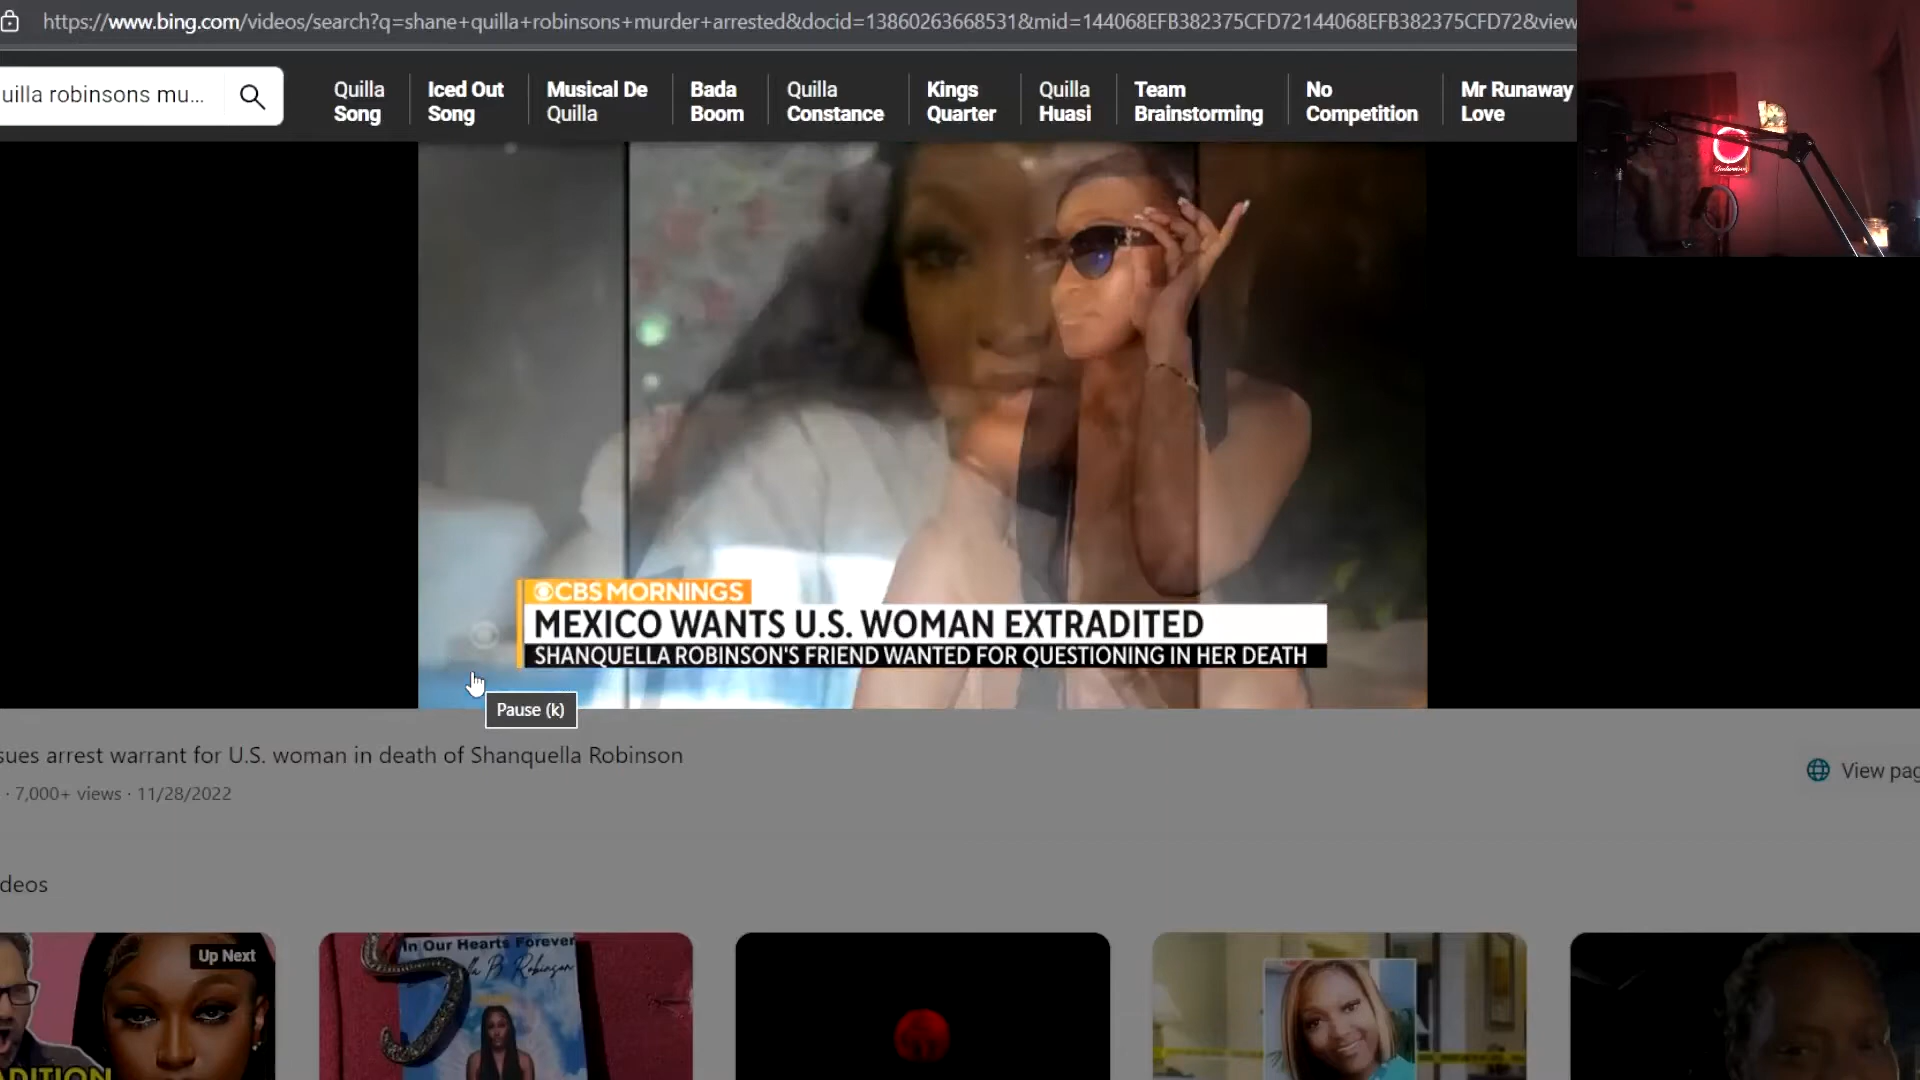 https://www.bing.com/videos/search?q=shane+quilla+robinsons+murder+arrested&docid=13860263668531&mid=144068EFB382375CFD72144068EFB382375CFD72&view
uilla robinsons mu...
Quilla Song
Iced Out Song
Musical De Quilla
Bada Boom
Quilla Constance
Kings Quarter
Quilla Huasi
Team Brainstorming
No Competition
Mr Runaway Love
CBS MORNINGS
MEXICO WANTS U.S. WOMAN EXTRADITED
SHANQUELLA ROBINSON'S FRIEND WANTED FOR QUESTIONING IN HER DEATH
Pause (k)
sues arrest warrant for U.S. woman in death of Shanquella Robinson
· 7,000+ views · 11/28/2022
View pag
deos
Up Next
In Our Hearts Forever
B Robinson
DITION